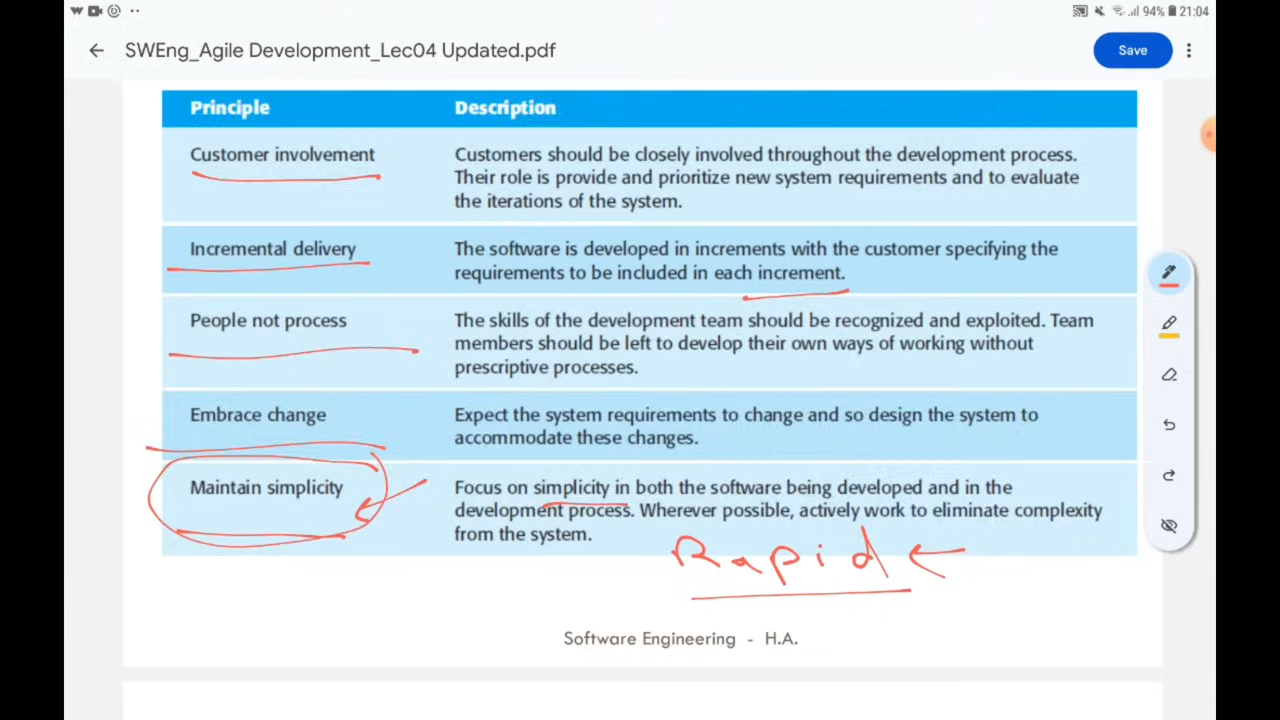 94% 21:04
SWEng_Agile Development_Lec04 Updated.pdf
Save
Principle Description
Customer involvement Customers should be closely involved throughout the development process.
Their role is provide and prioritize new system requirements and to evaluate
the iterations of the system.
Incremental delivery The software is developed in increments with the customer specifying the
requirements to be included in each increment.
People not process The skills of the development team should be recognized and exploited. Team
members should be left to develop their own ways of working without
prescriptive processes.
Embrace change Expect the system requirements to change and so design the system to
accommodate these changes.
Maintain simplicity Focus on simplicity in both the software being developed and in the
development process. Wherever possible, actively work to eliminate complexity
from the system.
Rapid
Software Engineering - H.A.